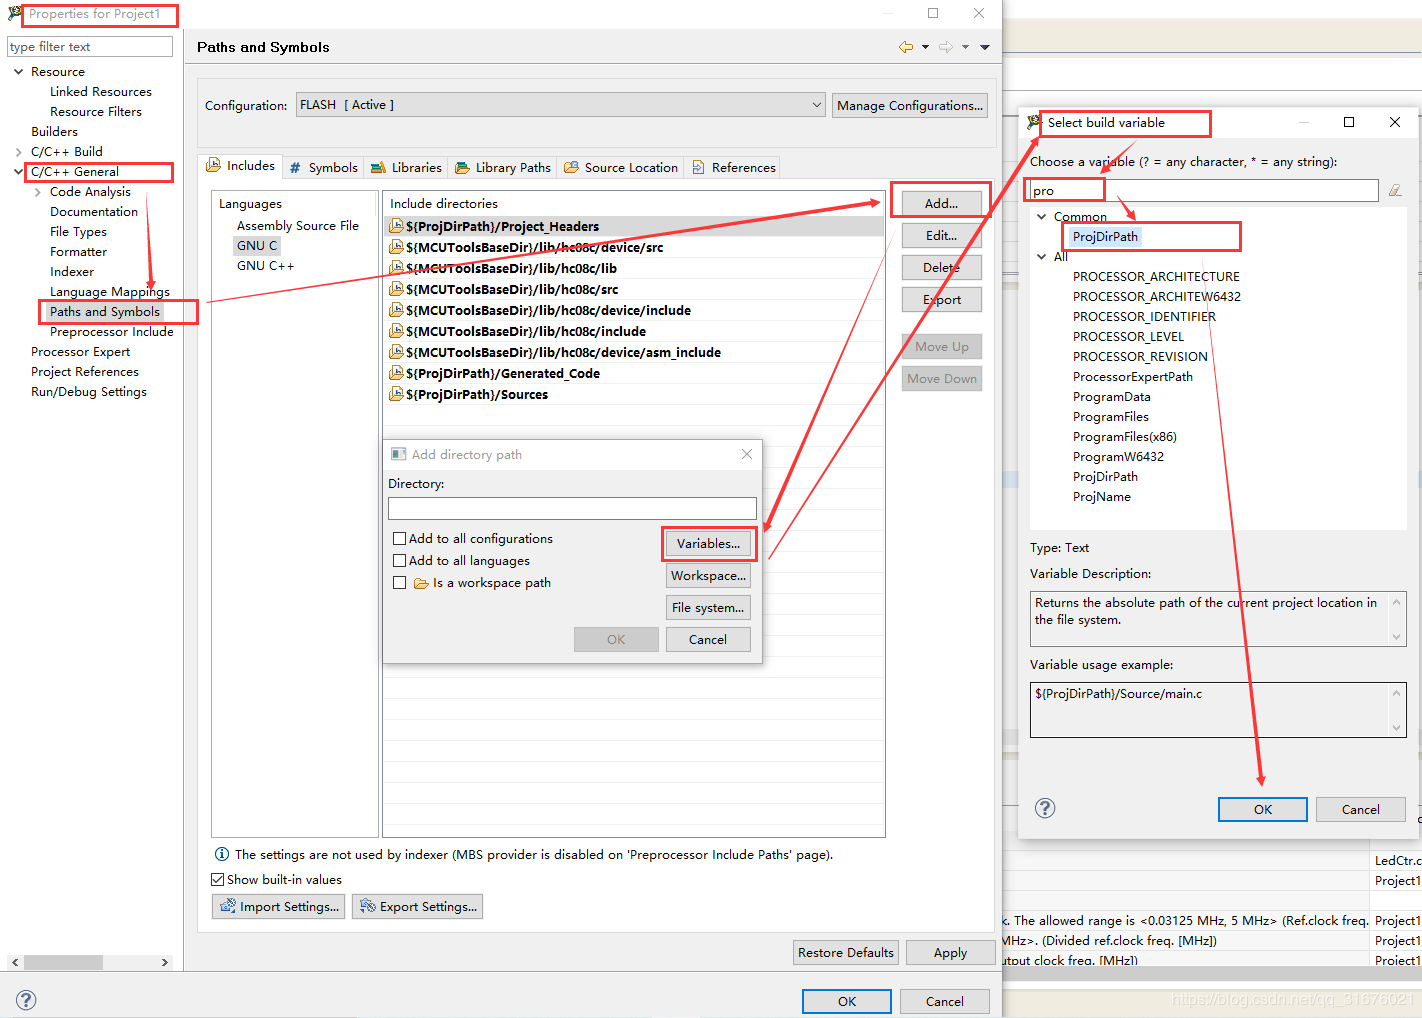 Properties for Project1
type filter text
Resource
Linked Resources
Resource Filters
Builders
C/C++ Build
C/C++ General
Code Analysis
Documentation
File Types
Formatter
Indexer
Language Mappings
Paths and Symbols
Preprocessor Include
Processor Expert
Project References
Run/Debug Settings
Paths and Symbols
Configuration:
FLASH [ Active ]
Manage Configurations...
Includes
# Symbols
Libraries
Library Paths
Source Location
References
Languages
Assembly Source File
GNU C
GNU C++
Include directories
${ProjDirPath}/Project_Headers
${MCUToolsBaseDir}/lib/hc08c/device/src
${MCUToolsBaseDir}/lib/hc08c/lib
${MCUToolsBaseDir}/lib/hc08c/src
${MCUToolsBaseDir}/lib/hc08c/device/include
${MCUToolsBaseDir}/lib/hc08c/include
${MCUToolsBaseDir}/lib/hc08c/device/asm_include
${ProjDirPath}/Generated_Code
${ProjDirPath}/Sources
Add...
Edit...
Delete
Export
Move Up
Move Down
Add directory path
Directory:
Add to all configurations
Add to all languages
Is a workspace path
Variables...
Workspace...
File system...
OK
Cancel
The settings are not used by indexer (MBS provider is disabled on 'Preprocessor Include Paths' page).
Show built-in values
Import Settings...
Export Settings...
Restore Defaults
Apply
OK
Cancel
Select build variable
Choose a variable (? = any character, * = any string):
pro
Common
ProjDirPath
All
PROCESSOR_ARCHITECTURE
PROCESSOR_ARCHITEW6432
PROCESSOR_IDENTIFIER
PROCESSOR_LEVEL
PROCESSOR_REVISION
ProcessorExpertPath
ProgramData
ProgramFiles
ProgramFiles(x86)
ProgramW6432
ProjDirPath
ProjName
Type: Text
Variable Description:
Returns the absolute path of the current project location in
the file system.
Variable usage example:
${ProjDirPath}/Source/main.c
OK
Cancel
LedCtr.c
Project1
k. The allowed range is <0.03125 MHz, 5 MHz> (Ref.clock freq.
Project1
MHz>. (Divided ref.clock freq. [MHz])
Project1
utput clock freq. [MHz])
Project1
https://blog.csdn.net/qq_31676021